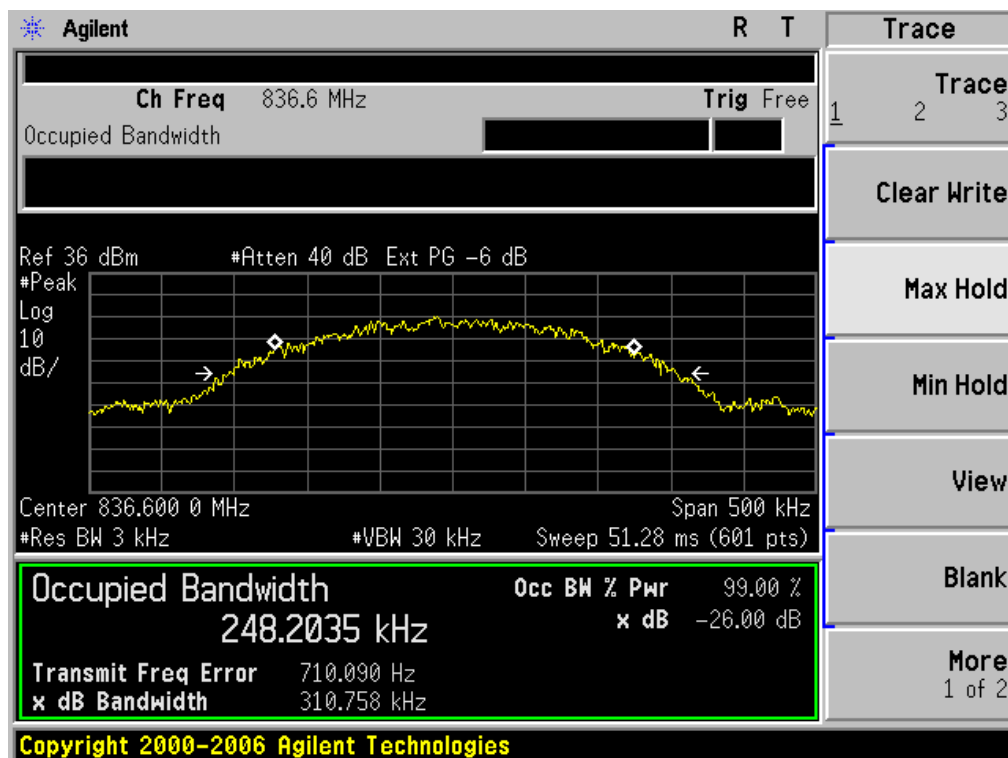 Agilent R T
Ch Freq 836.6 MHz Trig Free
Occupied Bandwidth
Ref 36 dBm #Atten 40 dB Ext PG -6 dB
#Peak
Log
10
dB/
Center 836.600 0 MHz Span 500 kHz
#Res BW 3 kHz #VBW 30 kHz Sweep 51.28 ms (601 pts)
Occupied Bandwidth
248.2035 kHz
Occ BW % Pwr 99.00 %
x dB -26.00 dB
Transmit Freq Error 710.090 Hz
x dB Bandwidth 310.758 kHz
Copyright 2000-2006 Agilent Technologies
Trace
Trace
1 2 3
Clear Write
Max Hold
Min Hold
View
Blank
More
1 of 2